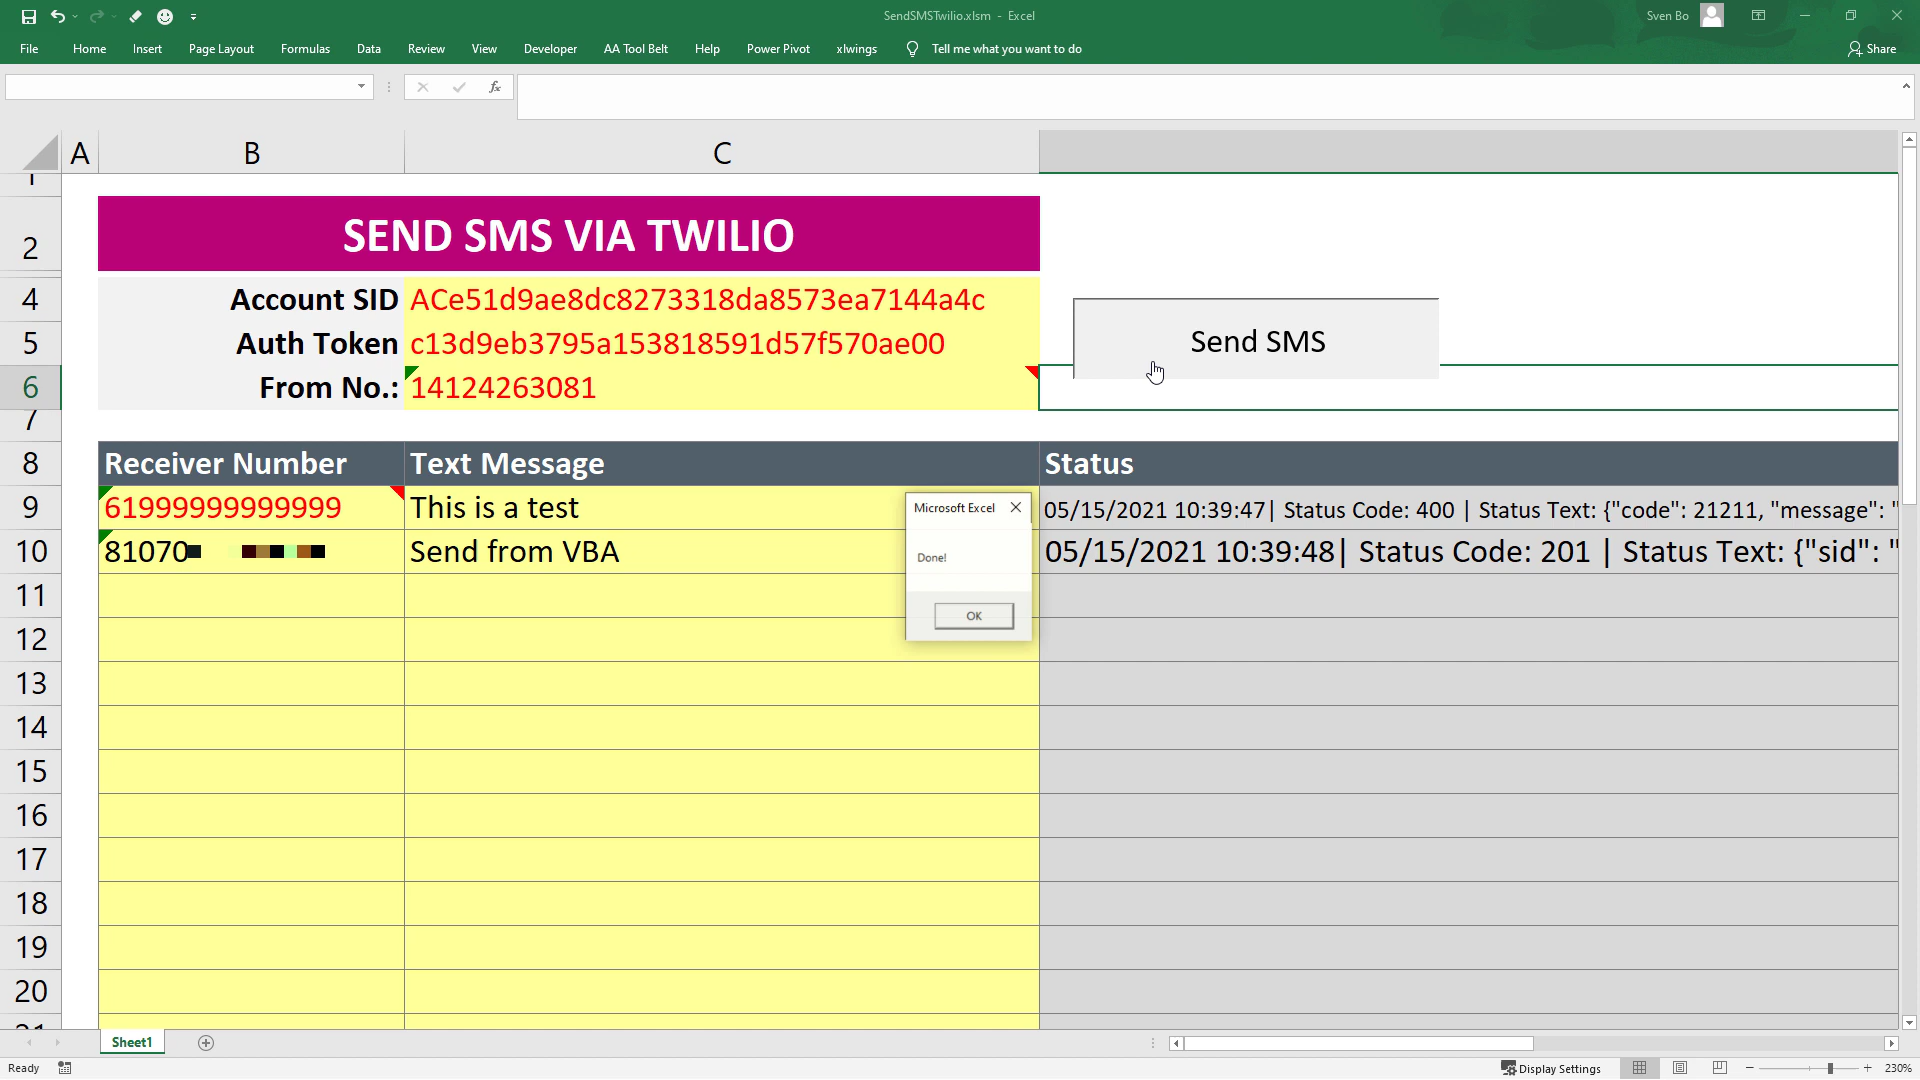 SendSMSTwilio.xlsm - Excel
Sven Bo
File Home Insert Page Layout Formulas Data Review View Developer AA Tool Belt Help Power Pivot xlwings Tell me what you want to do Share
fx
A B C
1
2 SEND SMS VIA TWILIO
4 Account SID ACe51d9ae8dc8273318da8573ea7144a4c
5 Auth Token c13d9eb3795a153818591d57f570ae00
Send SMS
6 From No.: 14124263081
7
8 Receiver Number Text Message Status
9 61999999999999 This is a test 05/15/2021 10:39:47| Status Code: 400 | Status Text: {"code": 21211, "message": "
10 81070 Send from VBA 05/15/2021 10:39:48| Status Code: 201 | Status Text: {"sid": "
Microsoft Excel
Done!
OK
11
12
13
14
15
16
17
18
19
20
21
Sheet1
Ready Display Settings 230%